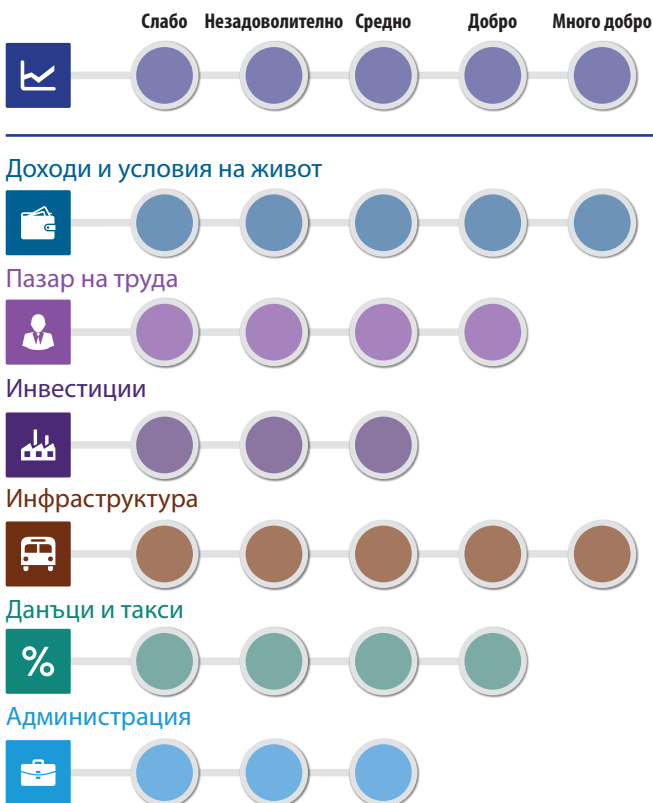 Слабо Незадоволително Средно Добро Много добро
Доходи и условия на живот
Пазар на труда
Инвестиции
Инфраструктура
Данъци и такси
%
Администрация